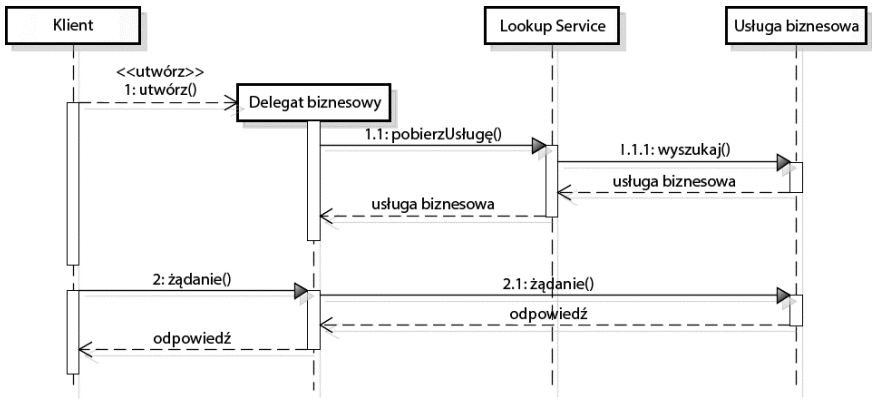 Klient
Lookup Service
Usługa biznesowa
<<utwórz>>
1: utwórz()
Delegat biznesowy
1.1: pobierzUsługę()
I.1.1: wyszukaj()
usługa biznesowa
usługa biznesowa
2: żądanie()
2.1: żądanie()
odpowiedź
odpowiedź